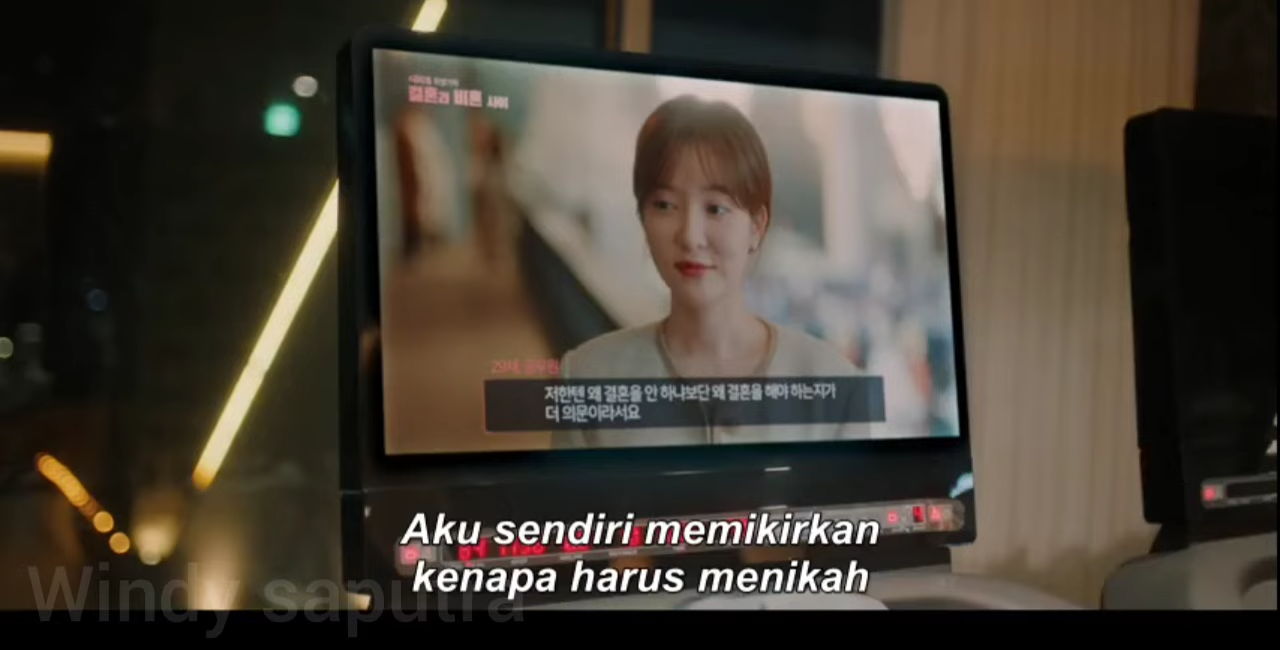 결혼과 비혼 사이
29세, 공무원
저한텐 왜 결혼을 안 하냐보단 왜 결혼을 해야 하는지가
더 의문이라서요
Aku sendiri memikirkan
kenapa harus menikah
Windy saputra